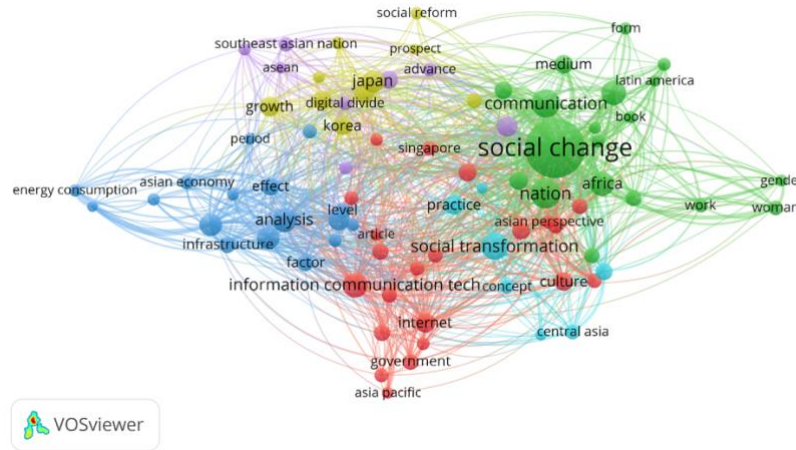 social reform
form
southeast asian nation
prospect
medium
asean
advance
latin america
japan
growth
digital divide
communication
book
korea
period
singapore
social change
energy consumption
asian economy
effect
nation
africa
gender
level
practice
work
woman
analysis
article
asian perspective
infrastructure
social transformation
factor
information communication tech
concept
culture
internet
central asia
government
asia pacific
VOSviewer